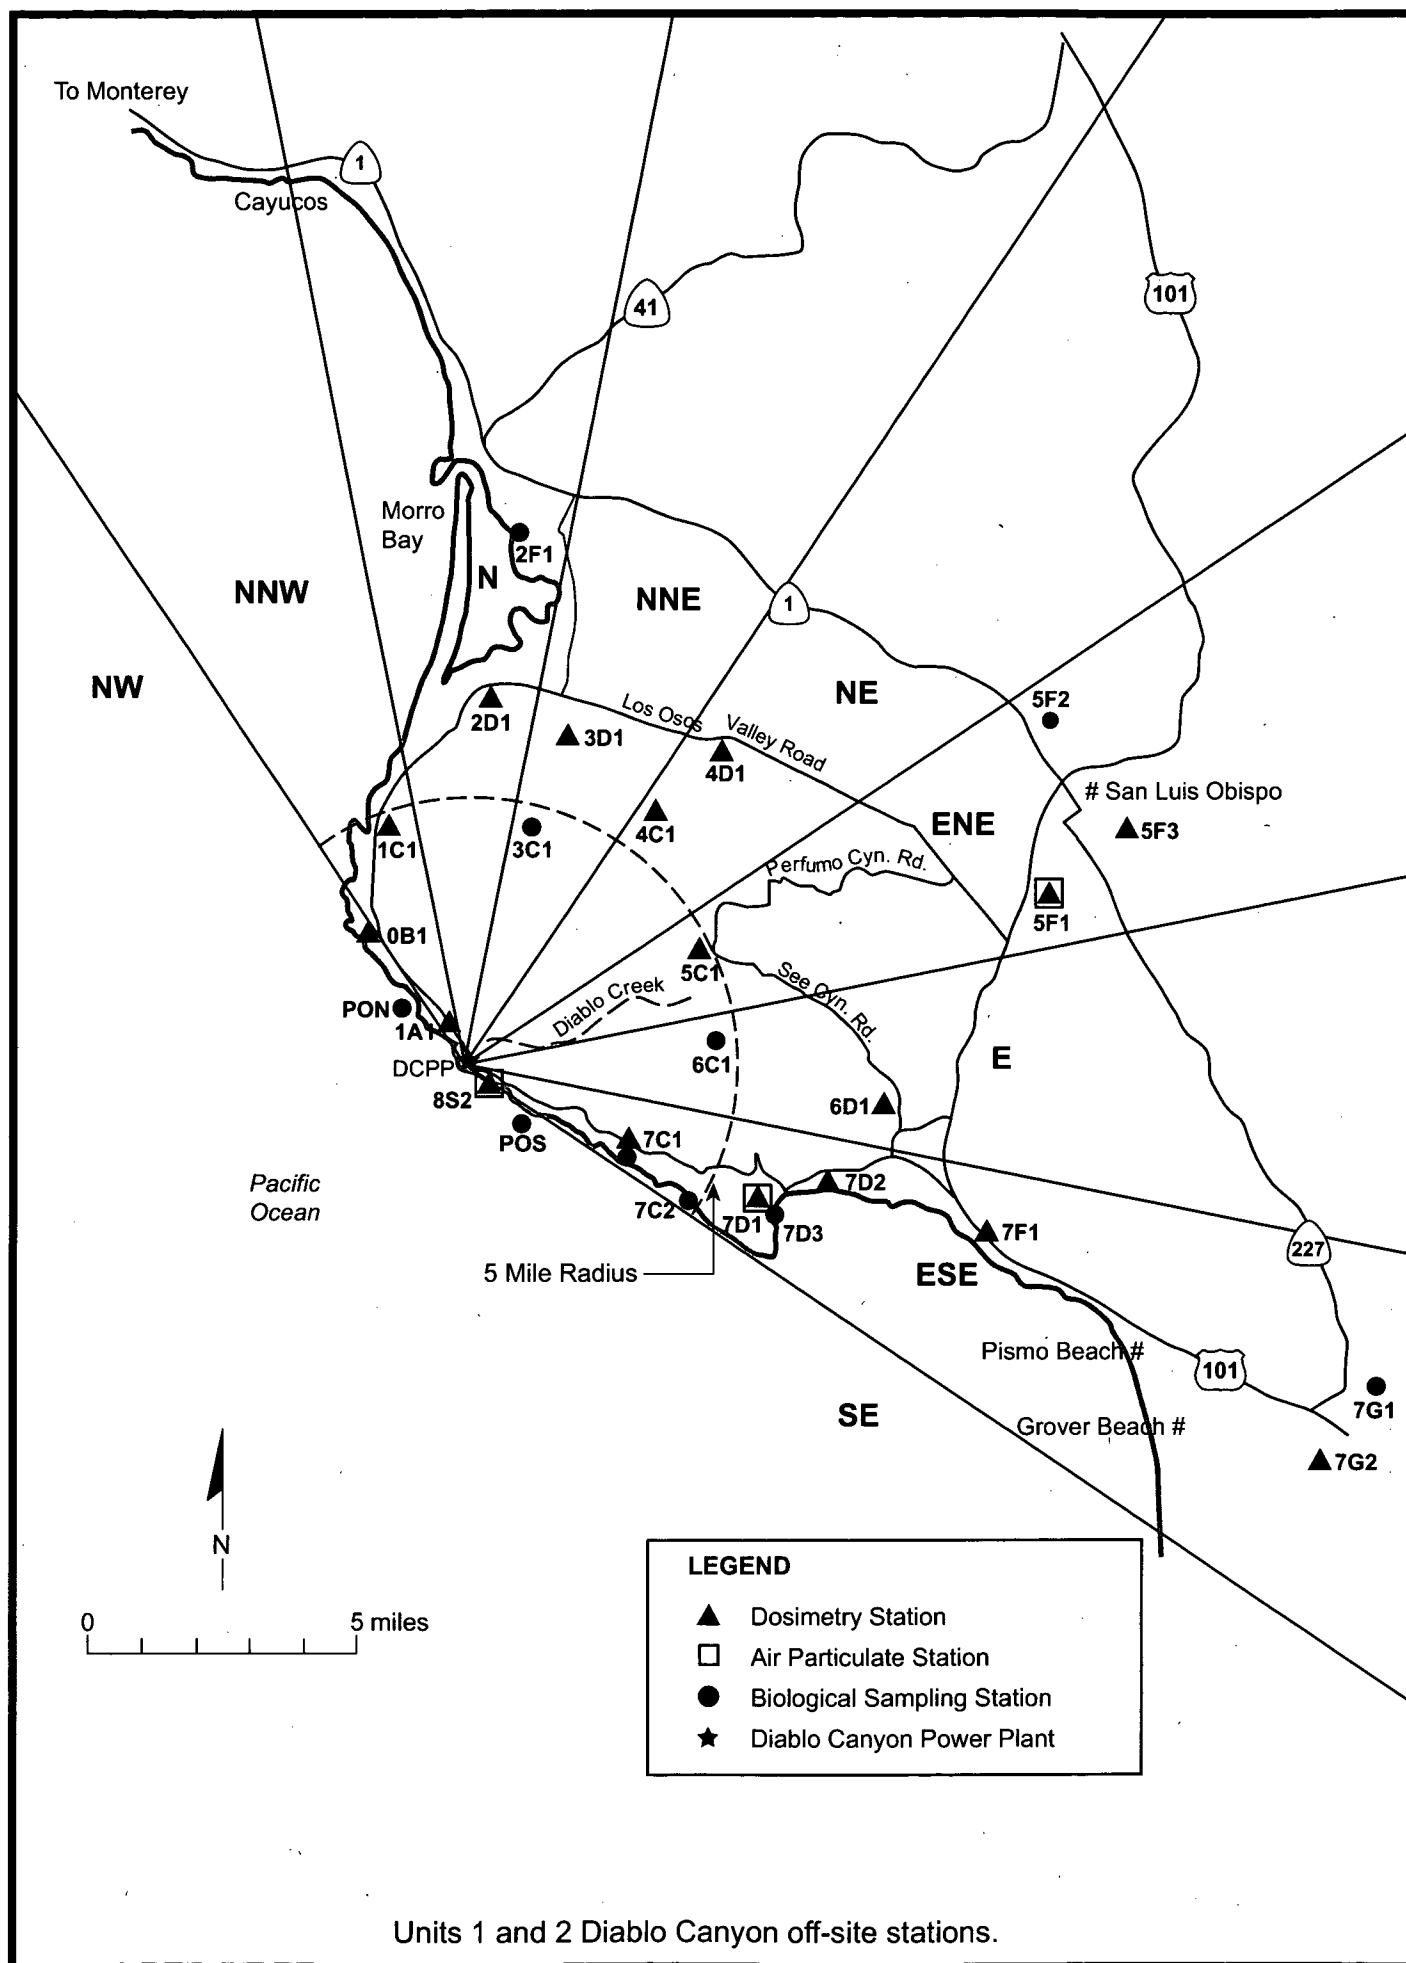 To Monterey
1
Cayucos
41
101
Morro
Bay
2F1
NNW
N
NNE
1
NW
NE
5F2
2D1
3D1
Los Osos Valley Road
4D1
# San Luis Obispo
5F3
1C1
3C1
4C1
ENE
Perfumo Cyn. Rd.
5F1
0B1
5C1
See Cyn. Rd.
Diablo Creek
PON
1A1
DCPP
6C1
E
8S2
6D1
POS
7C1
Pacific
Ocean
7C2
7D1
7D2
7D3
7F1
227
5 Mile Radius
ESE
Pismo Beach #
101
7G1
SE
Grover Beach #
7G2
N
0 5 miles
LEGEND
Dosimetry Station
Air Particulate Station
Biological Sampling Station
Diablo Canyon Power Plant
Units 1 and 2 Diablo Canyon off-site stations.